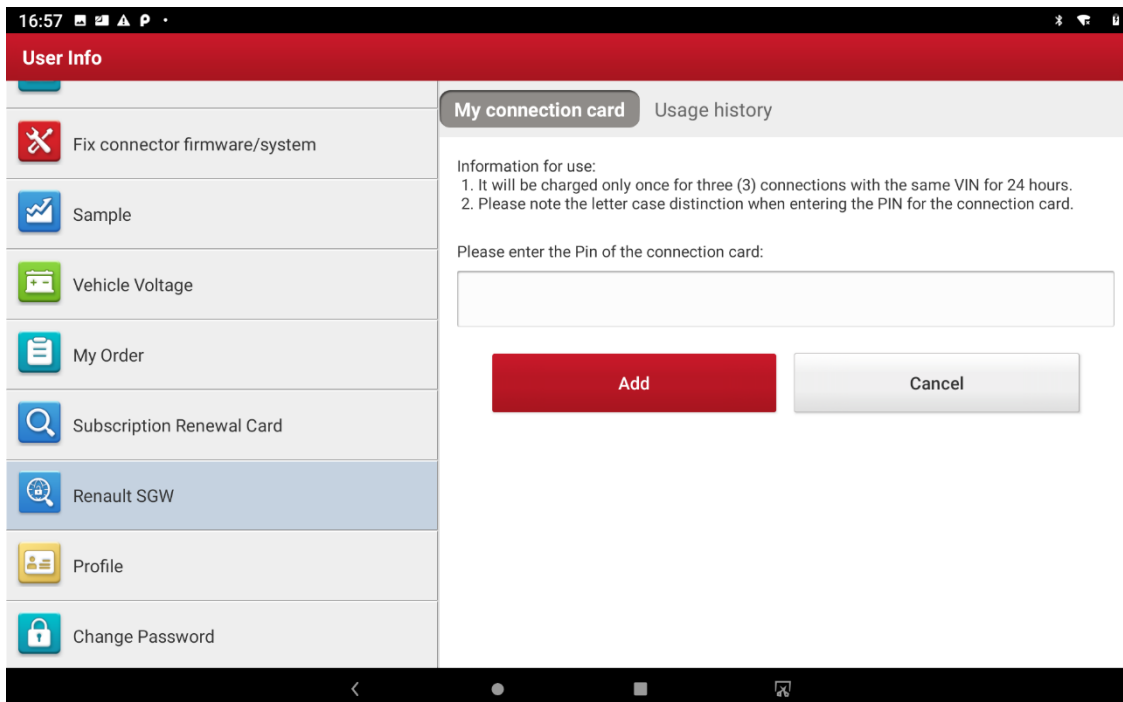 16:57
User Info
Fix connector firmware/system
Sample
Vehicle Voltage
My Order
Subscription Renewal Card
Renault SGW
Profile
Change Password
My connection card
Usage history
Information for use:
1. It will be charged only once for three (3) connections with the same VIN for 24 hours.
2. Please note the letter case distinction when entering the PIN for the connection card.
Please enter the Pin of the connection card:
Add
Cancel